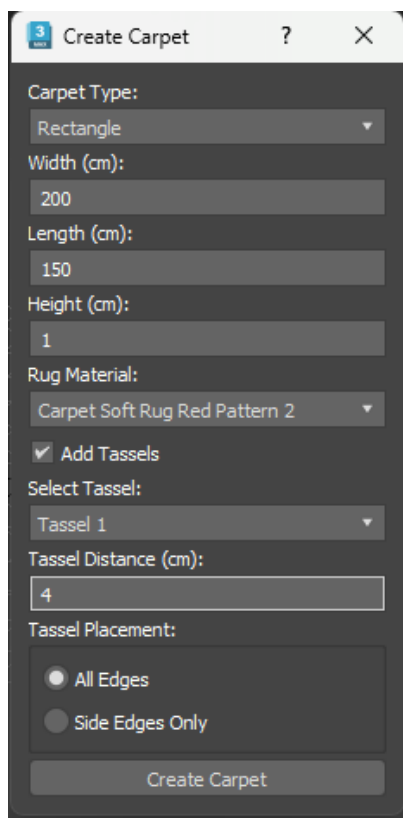 3
MAX
Create Carpet ?
Carpet Type:
Rectangle
Width (cm):
200
Length (cm):
150
Height (cm):
1
Rug Material:
Carpet Soft Rug Red Pattern 2
Add Tassels
Select Tassel:
Tassel 1
Tassel Distance (cm):
4
Tassel Placement:
All Edges
Side Edges Only
Create Carpet